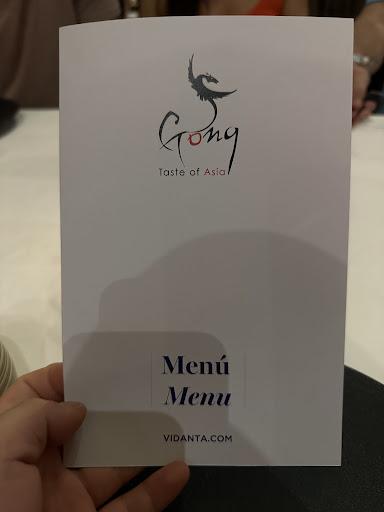 Gong
Taste of Asia
Menú
Menu
VIDANTA.COM